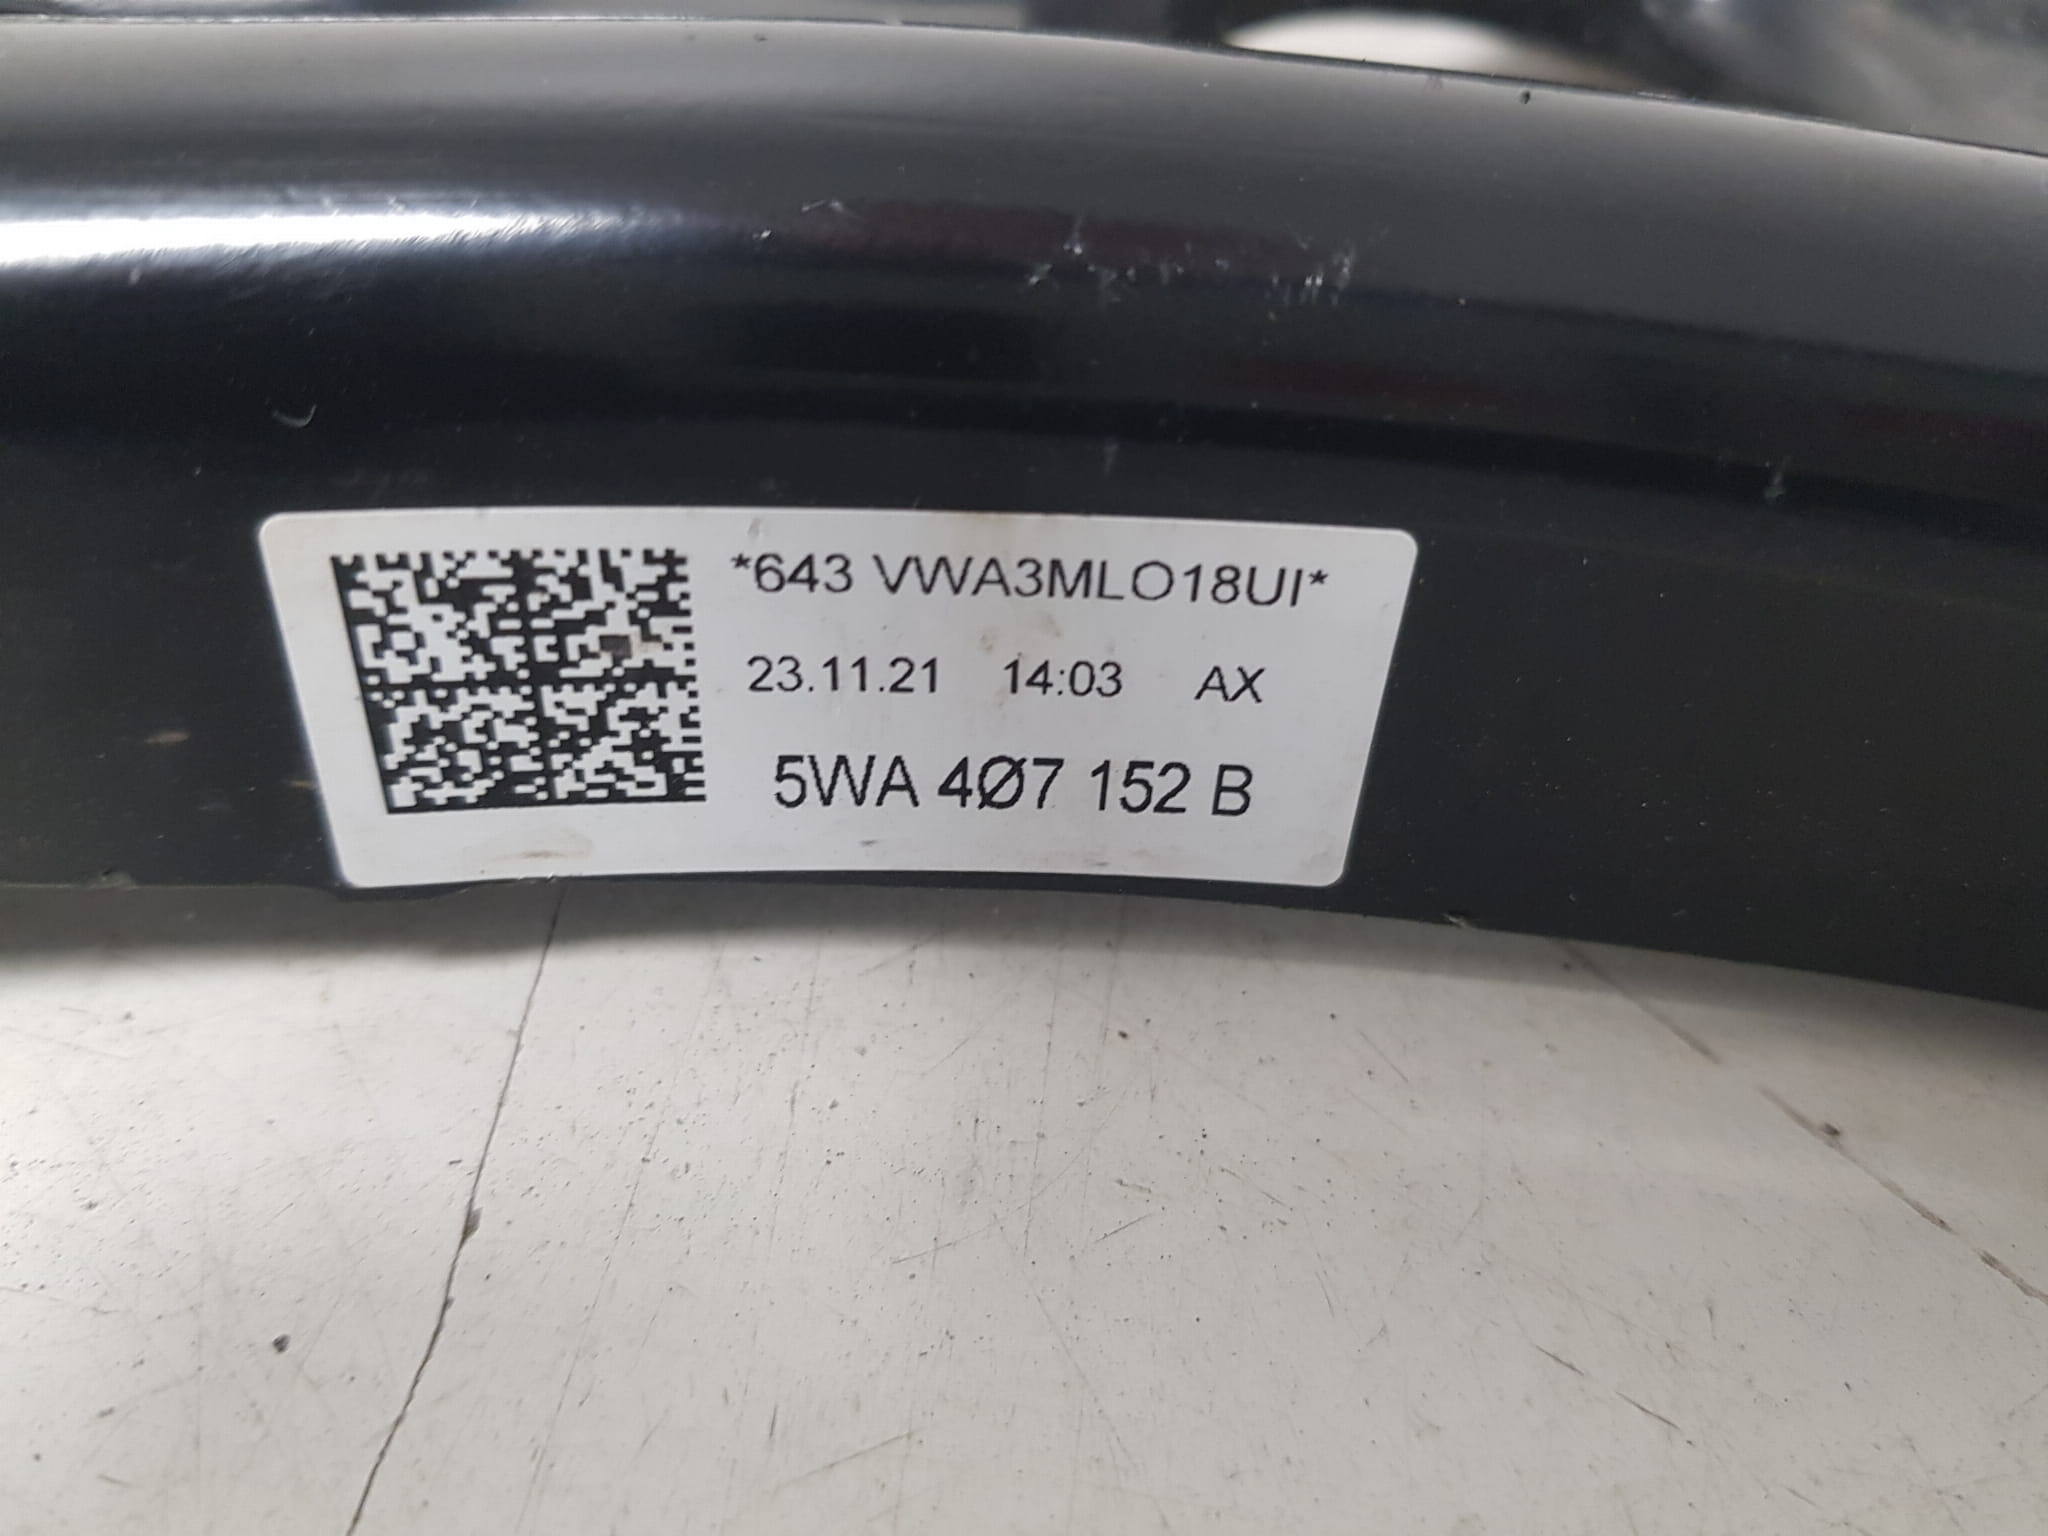 *643 VWA3MLO18UI*
23.11.21 14:03 AX
5WA 4Ø7 152 B